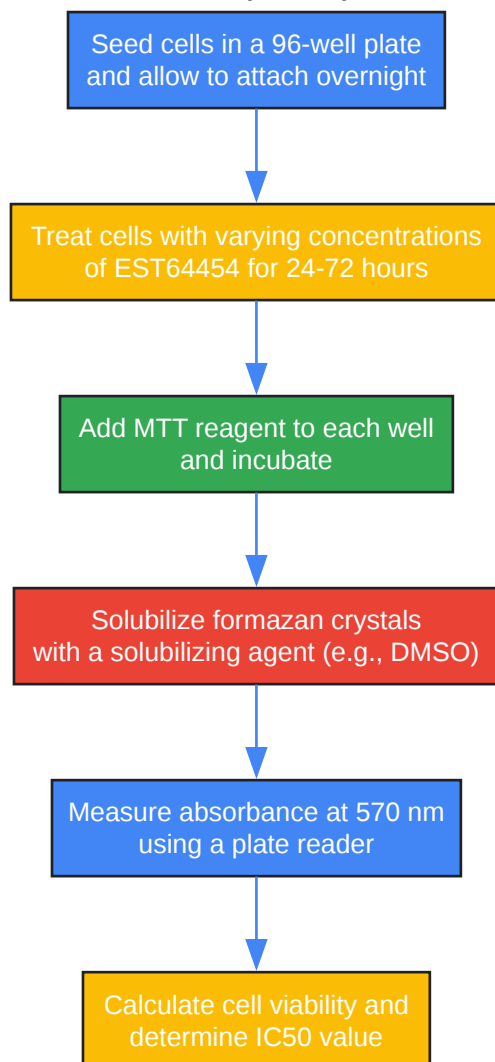 Seed cells in a 96-well plate
and allow to attach overnight
Treat cells with varying concentrations
of EST64454 for 24-72 hours
Add MTT reagent to each well
and incubate
Solubilize formazan crystals
with a solubilizing agent (e.g., DMSO)
Measure absorbance at 570 nm
using a plate reader
Calculate cell viability and
determine IC50 value